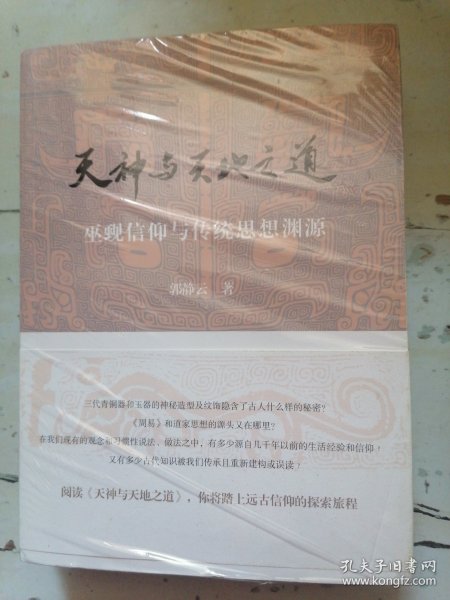 天神与天地之道
巫觋信仰与传统思想渊源
郭静云 著
三代青铜器和玉器的神秘造型及纹饰隐含了古人什么样的秘密？
《周易》和道家思想的源头又在哪里？
在我们现有的观念和习惯性说法、做法之中，有多少源自几千年以前的生活经验和信仰？
又有多少古代知识被我们传承且重新建构或误读？
阅读《天神与天地之道》，你将踏上远古信仰的探索旅程
孔夫子旧书网
www.kongfz.com